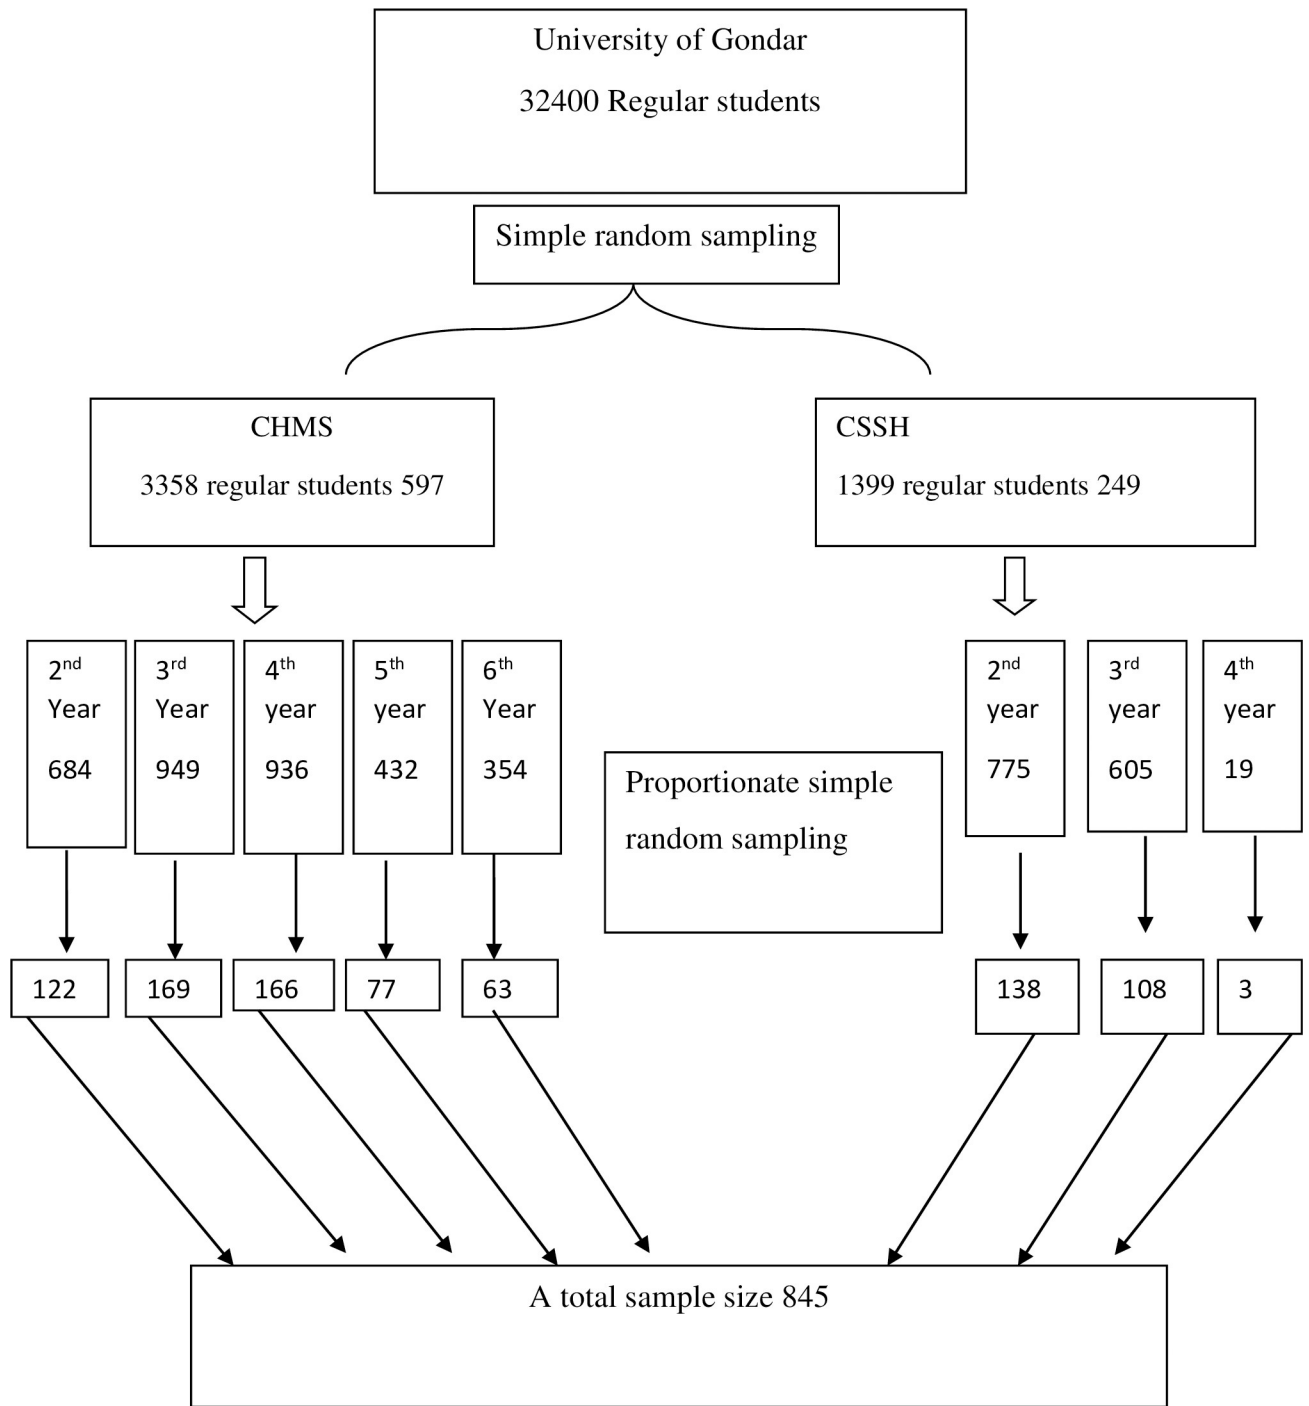 University of Gondar
32400 Regular students
Simple random sampling
CHMS
3358 regular students 597
CSSH
1399 regular students 249
2nd
Year
684
3rd
Year
949
4th
year
936
5th
year
432
6th
Year
354
Proportionate simple
random sampling
2nd
year
775
3rd
year
605
4th
year
19
122
169
166
77
63
138
108
3
A total sample size 845